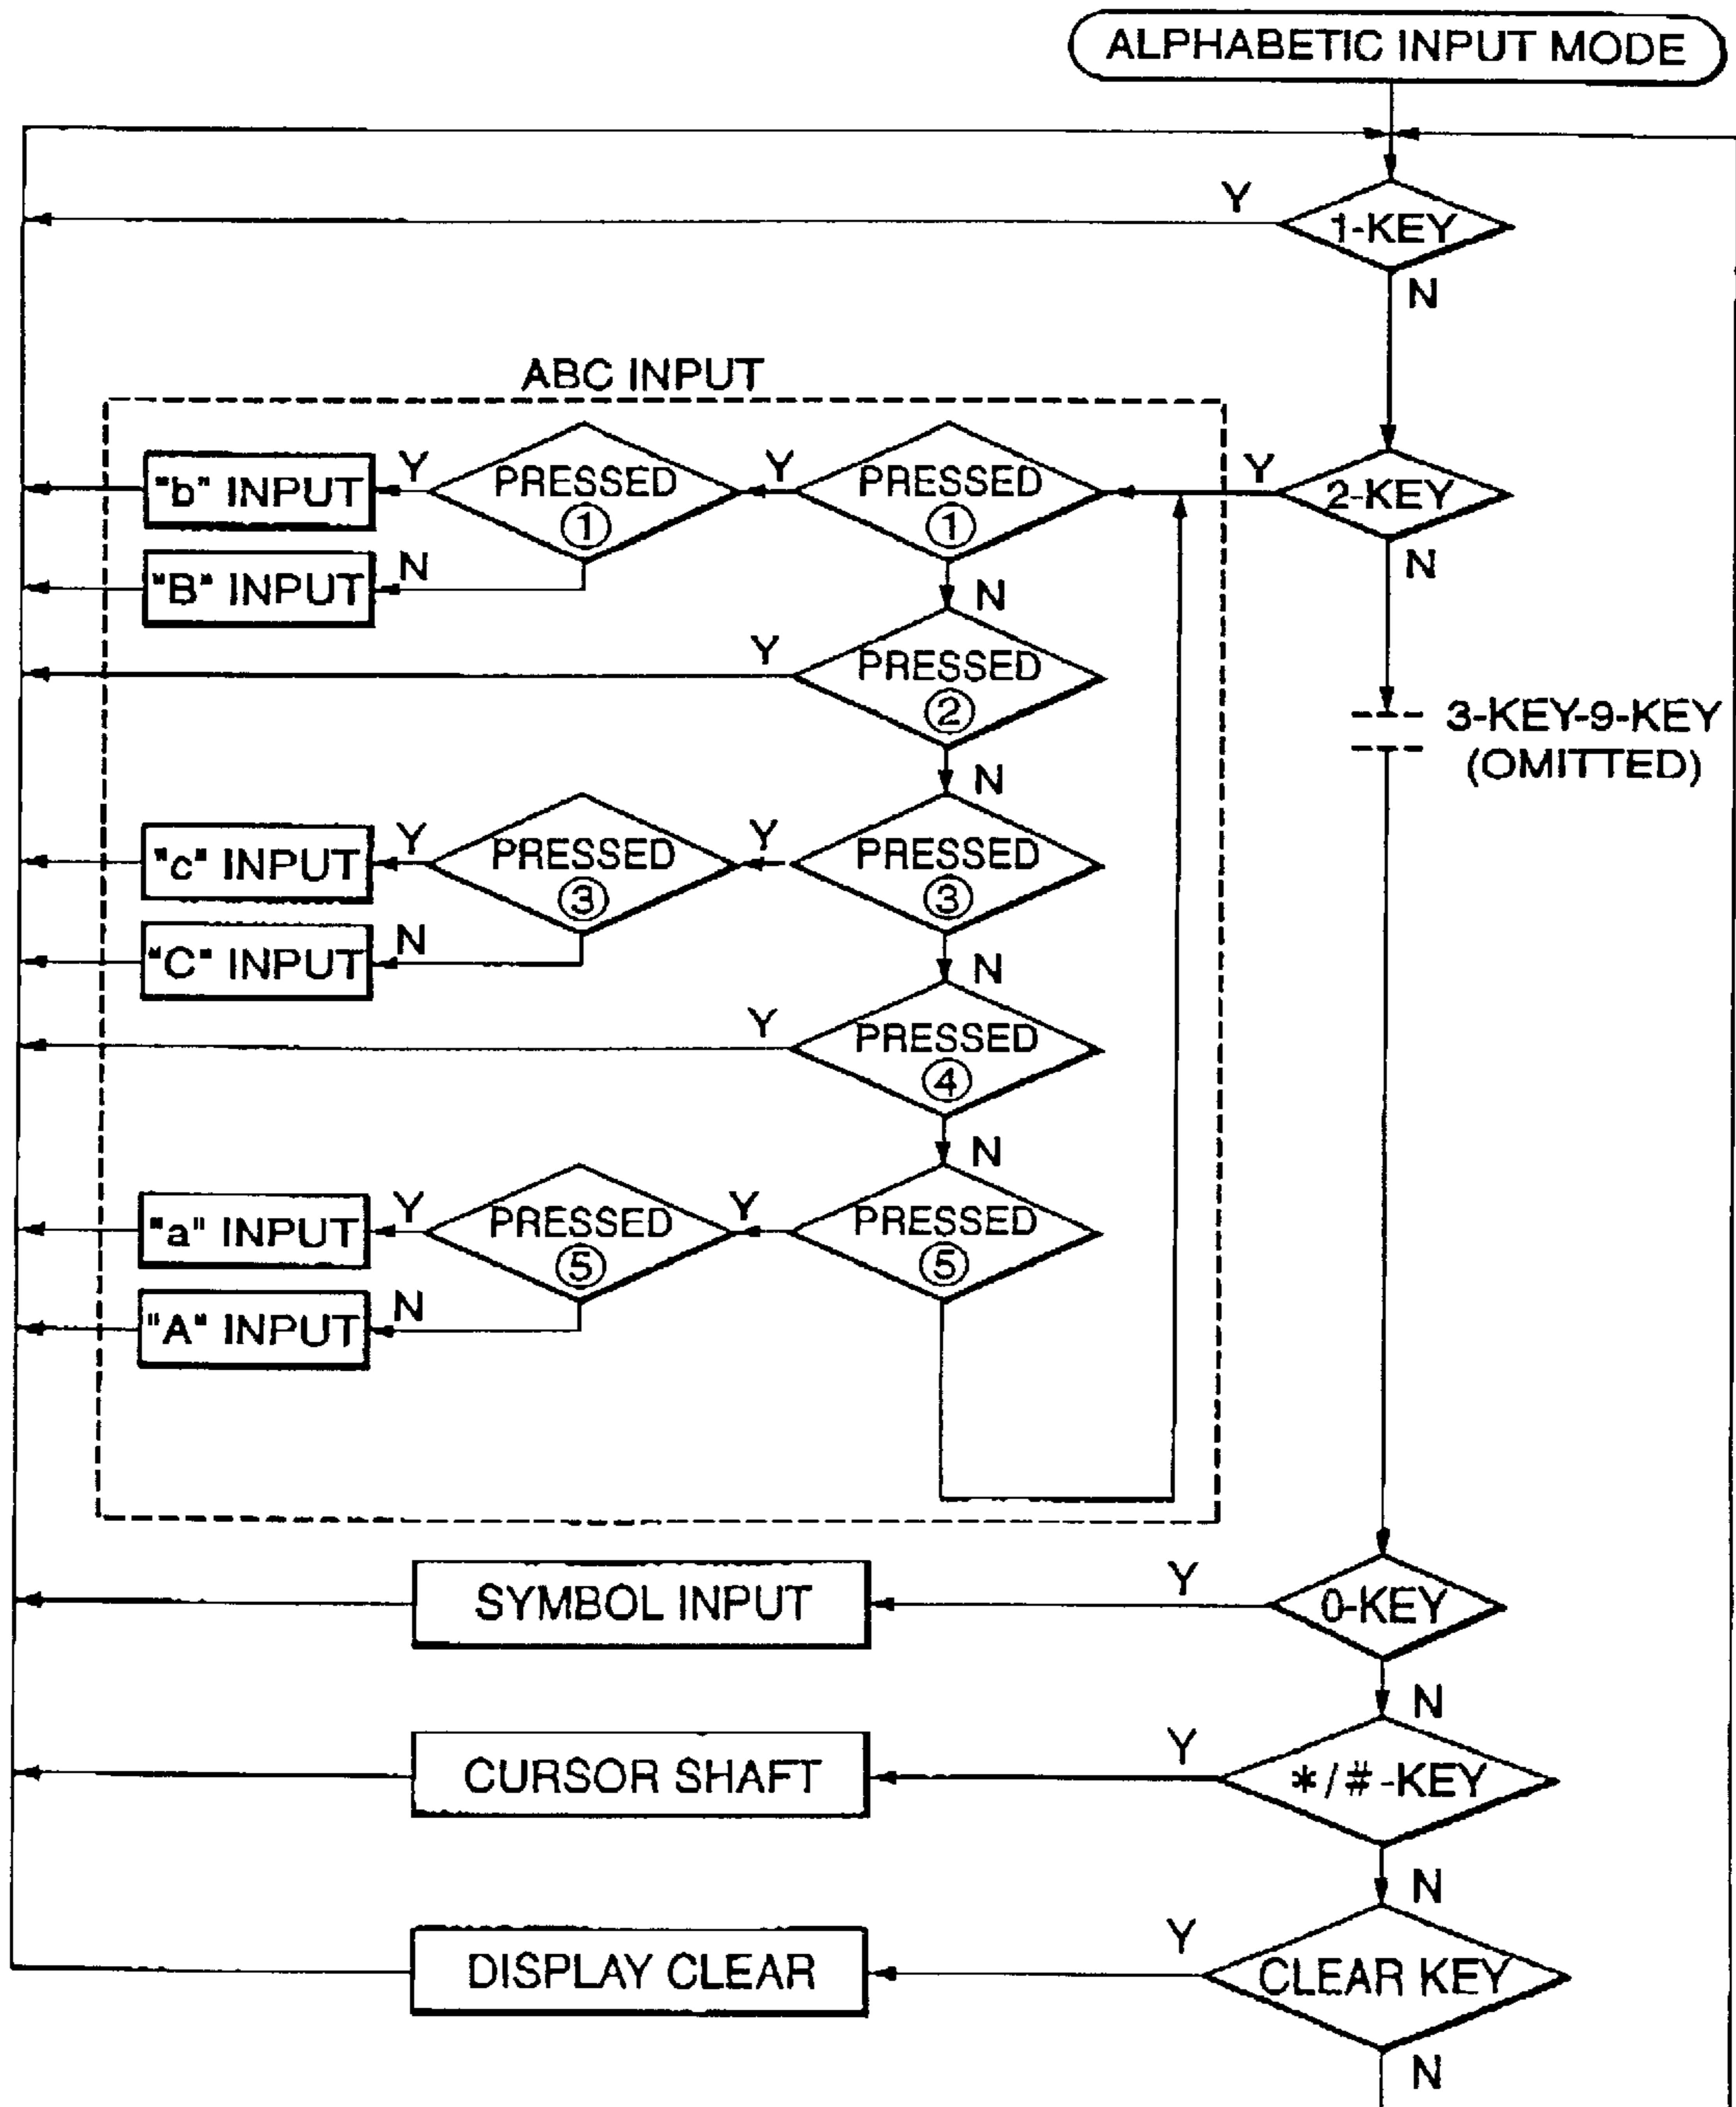 ALPHABETIC INPUT MODE
Y
1-KEY
N
ABC INPUT
"b" INPUT
Y
PRESSED
①
Y
PRESSED
①
Y
2-KEY
"B" INPUT
N
N
N
Y
PRESSED
②
3-KEY-9-KEY
(OMITTED)
N
"c" INPUT
Y
PRESSED
③
Y
PRESSED
③
"C" INPUT
N
N
Y
PRESSED
④
N
"a" INPUT
Y
PRESSED
⑤
Y
PRESSED
⑤
"A" INPUT
N
SYMBOL INPUT
Y
0-KEY
N
CURSOR SHAFT
Y
*/#-KEY
N
DISPLAY CLEAR
Y
CLEAR KEY
N